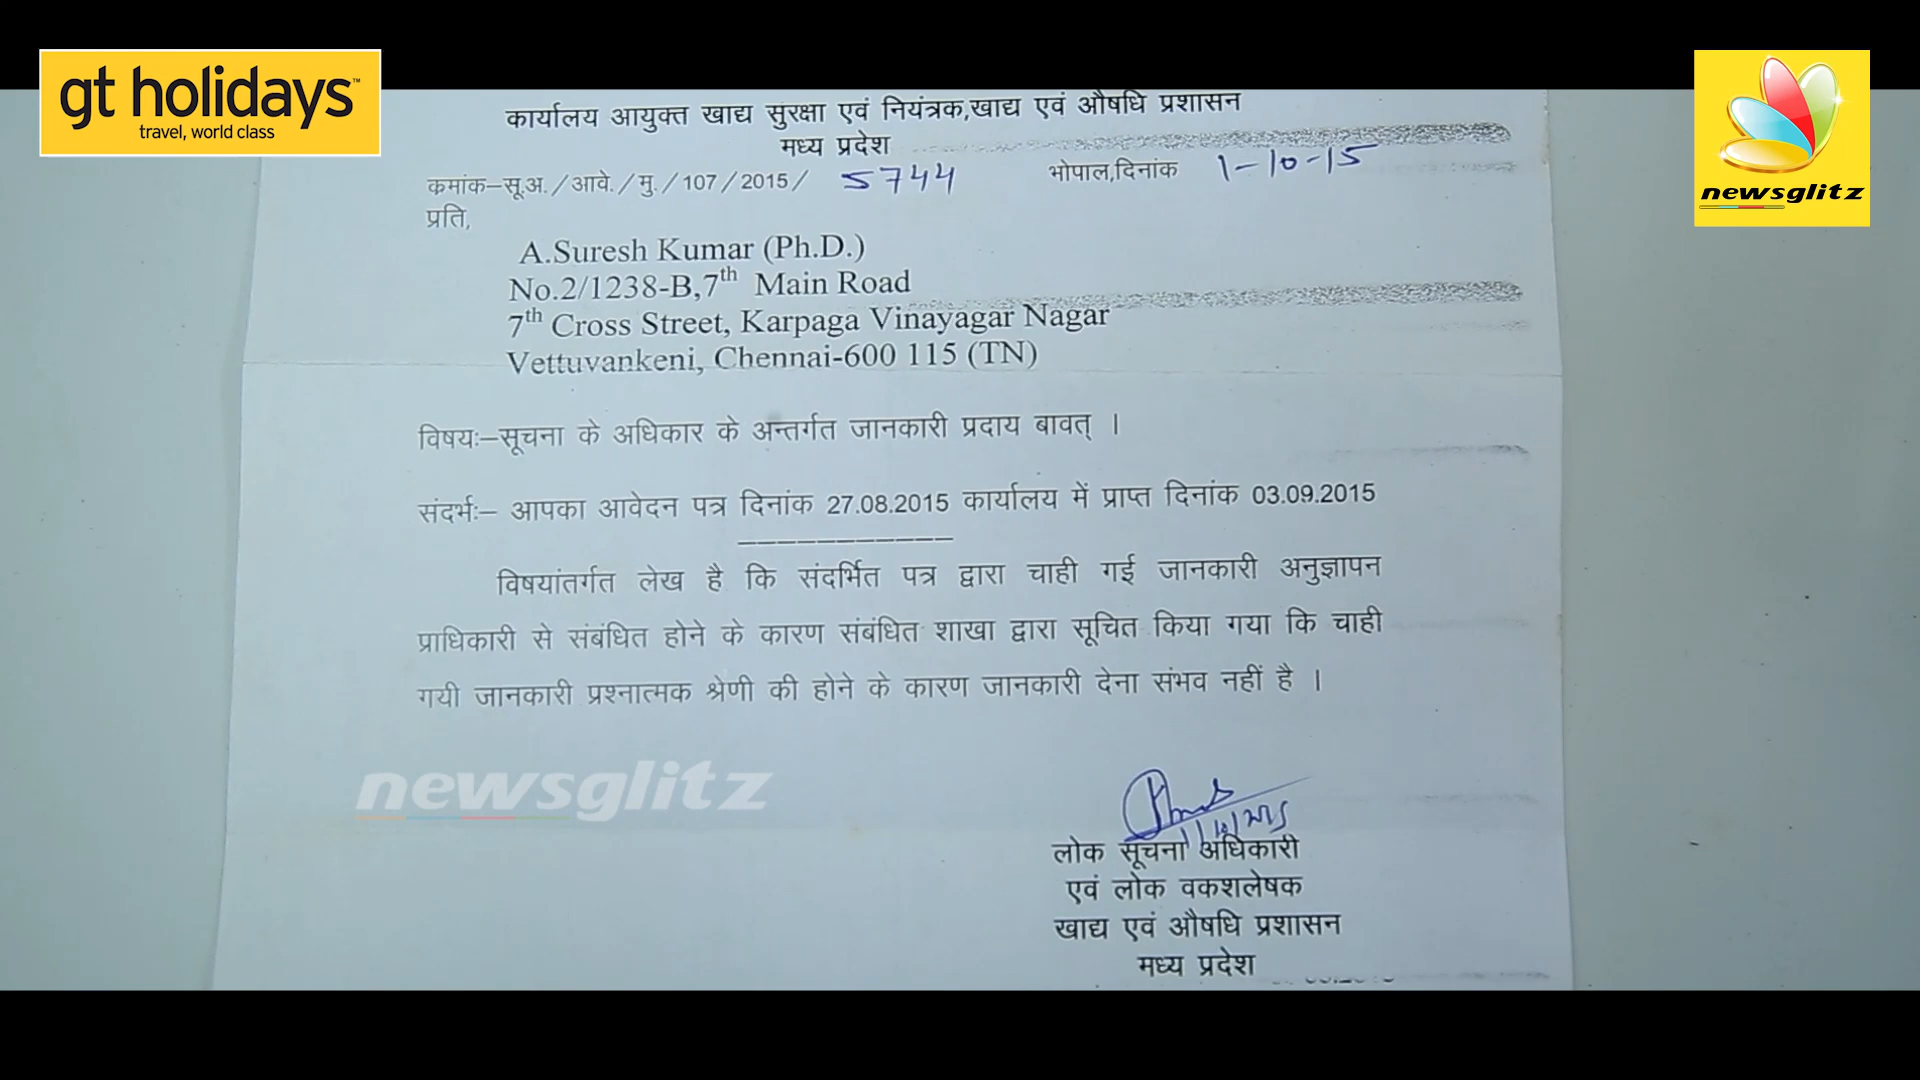 gt holidays™
travel, world class
newsglitz
कार्यालय आयुक्त खाद्य सुरक्षा एवं नियंत्रक,खाद्य एवं औषधि प्रशासन
मध्य प्रदेश
कमांक–सू.अ./आवे./मु./107/2015/ 5744 भोपाल,दिनांक 1-10-15
प्रति,
A.Suresh Kumar (Ph.D.)
No.2/1238-B,7th Main Road
7th Cross Street, Karpaga Vinayagar Nagar
Vettuvankeni, Chennai-600 115 (TN)
विषयः–सूचना के अधिकार के अन्तर्गत जानकारी प्रदाय बावत् ।
संदर्भः– आपका आवेदन पत्र दिनांक 27.08.2015 कार्यालय में प्राप्त दिनांक 03.09.2015
विषयांतर्गत लेख है कि संदर्भित पत्र द्वारा चाही गई जानकारी अनुज्ञापन
प्राधिकारी से संबंधित होने के कारण संबंधित शाखा द्वारा सूचित किया गया कि चाही
गयी जानकारी प्रश्नात्मक श्रेणी की होने के कारण जानकारी देना संभव नहीं है ।
newsglitz
लोक सूचना अधिकारी
एवं लोक वकशलेषक
खाद्य एवं औषधि प्रशासन
मध्य प्रदेश